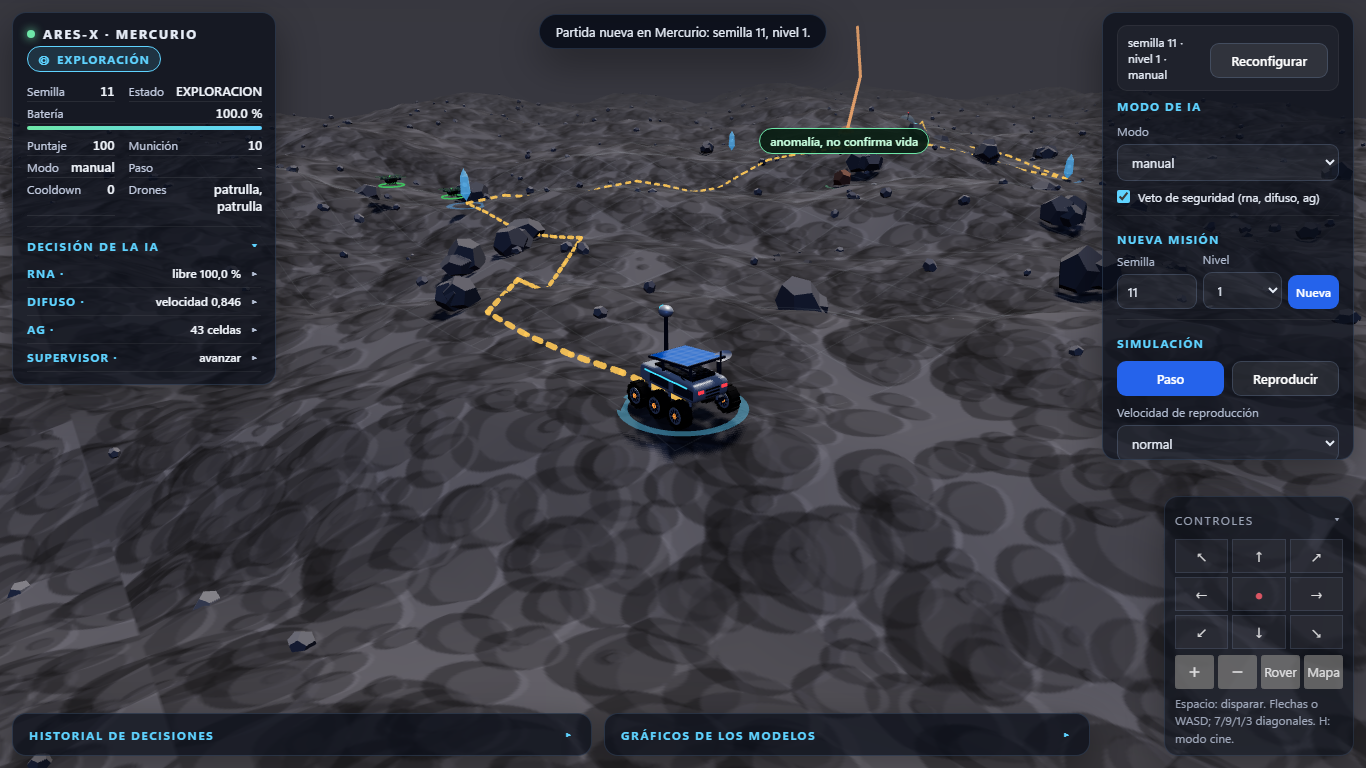 ARES-X · MERCURIO
EXPLORACIÓN
Semilla 11 Estado EXPLORACION
Batería 100.0 %
Puntaje 100 Munición 10
Modo manual Paso -
Cooldown 0 Drones patrulla,
patrulla
DECISIÓN DE LA IA
RNA · libre 100,0 %
DIFUSO · velocidad 0,846
AG · 43 celdas
SUPERVISOR · avanzar
Partida nueva en Mercurio: semilla 11, nivel 1.
anomalía, no confirma vida
semilla 11 ·
nivel 1 ·
manual
Reconfigurar
MODO DE IA
Modo
manual
Veto de seguridad (rna, difuso, ag)
NUEVA MISIÓN
Semilla Nivel
11 1 Nueva
SIMULACIÓN
Paso Reproducir
Velocidad de reproducción
normal
CONTROLES
↖ ↑ ↗
← ● →
↙ ↓ ↘
+ − Rover Mapa
Espacio: disparar. Flechas o
WASD; 7/9/1/3 diagonales. H:
modo cine.
HISTORIAL DE DECISIONES
GRÁFICOS DE LOS MODELOS